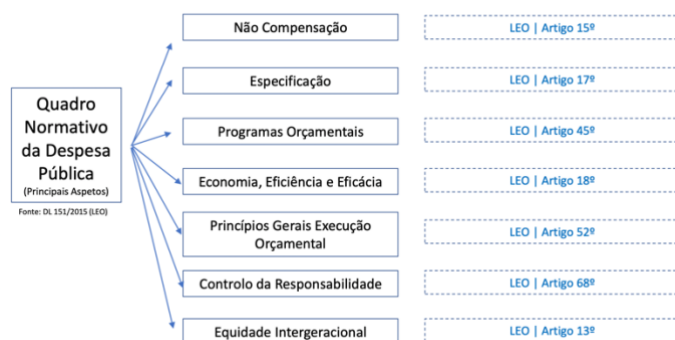 Não Compensação
LEO | Artigo 15º
Especificação
LEO | Artigo 17º
Quadro
Normativo
da Despesa
Pública
(Principais Aspetos)
Fonte: DL 151/2015 (LEO)
Programas Orçamentais
LEO | Artigo 45º
Economia, Eficiência e Eficácia
LEO | Artigo 18º
Princípios Gerais Execução
Orçamental
LEO | Artigo 52º
Controlo da Responsabilidade
LEO | Artigo 68º
Equidade Intergeracional
LEO | Artigo 13º